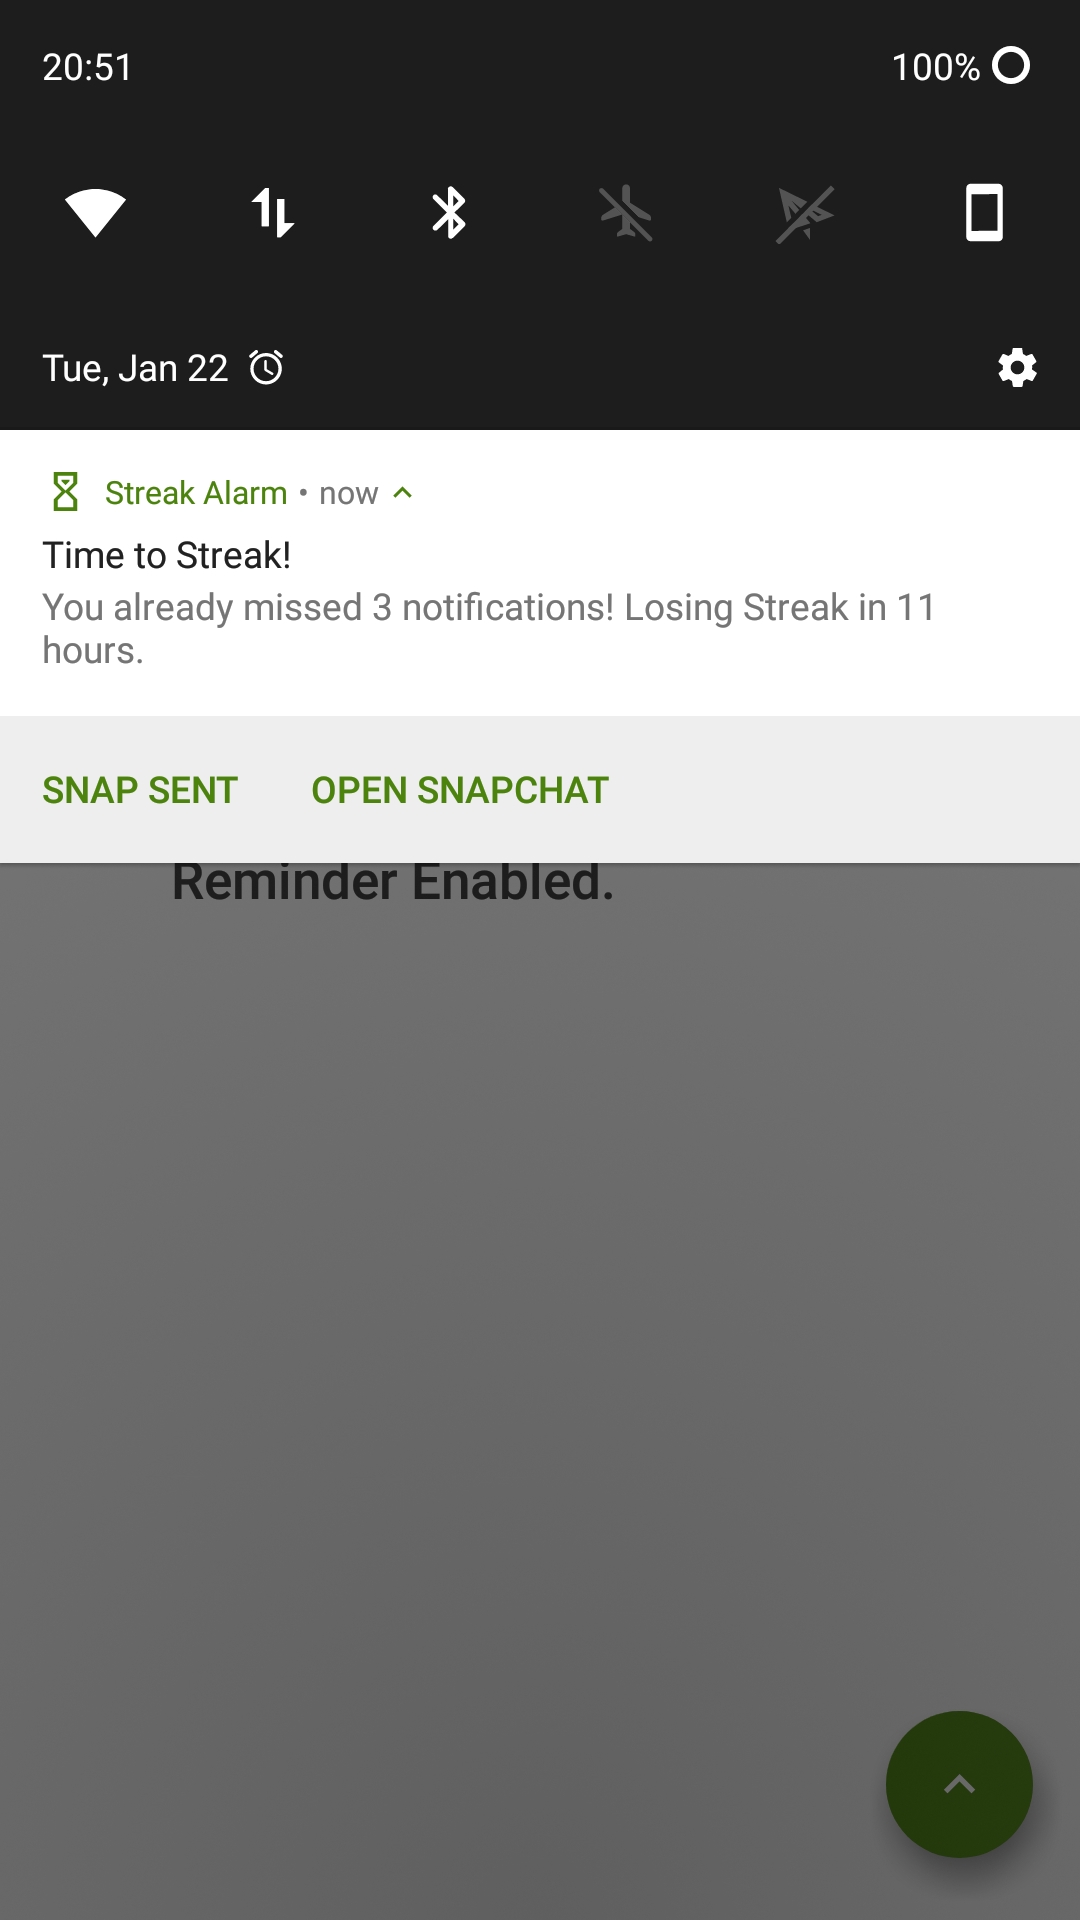 20:51
100%
Tue, Jan 22
Streak Alarm • now
Time to Streak!
You already missed 3 notifications! Losing Streak in 11
hours.
SNAP SENT
OPEN SNAPCHAT
Reminder Enabled.